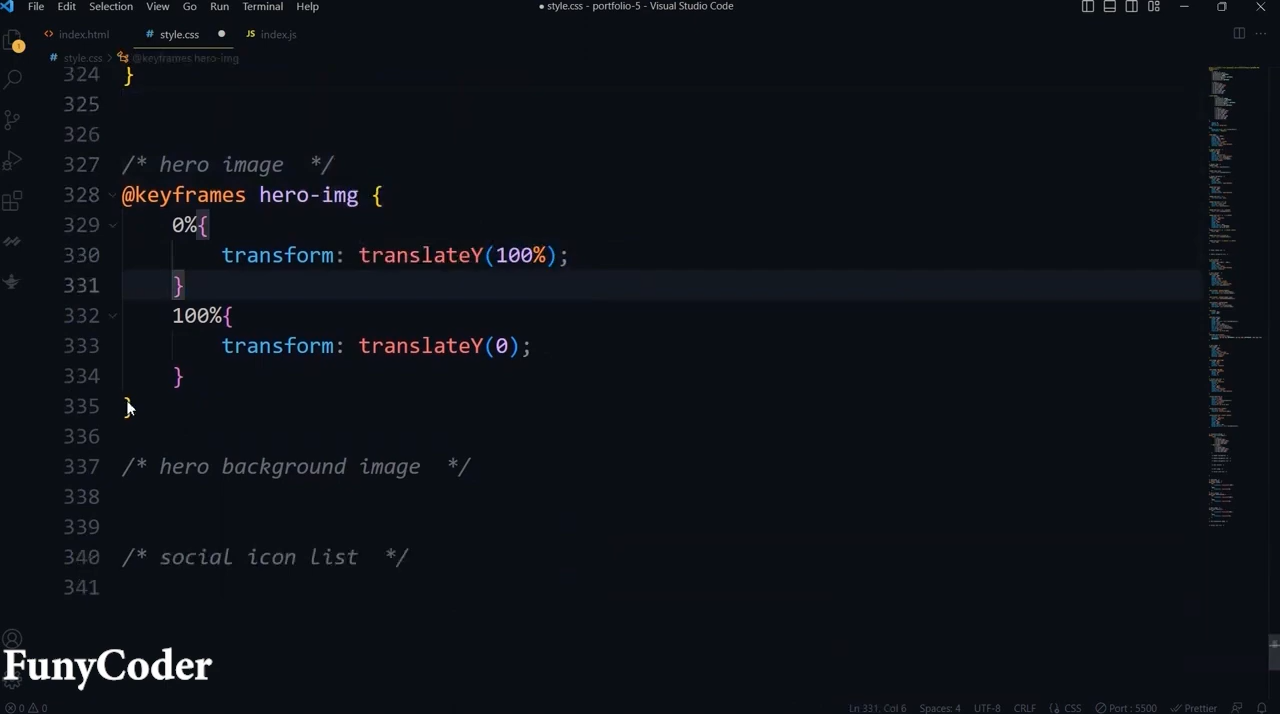 File Edit Selection View Go Run Terminal Help
● style.css - portfolio-5 - Visual Studio Code
<> index.html
# style.css ●
JS index.js
# style.css > @keyframes hero-img
1
324 }
325
326
327 /* hero image  */
328 @keyframes hero-img {
329     0%{
330         transform: translateY(100%);
331     }
332     100%{
333         transform: translateY(0);
334     }
335 }
336
337 /* hero background image  */
338
339
340 /* social icon list  */
341
FunyCoder
0 0
Ln 331, Col 6 Spaces: 4 UTF-8 CRLF {} CSS Port : 5500 Prettier